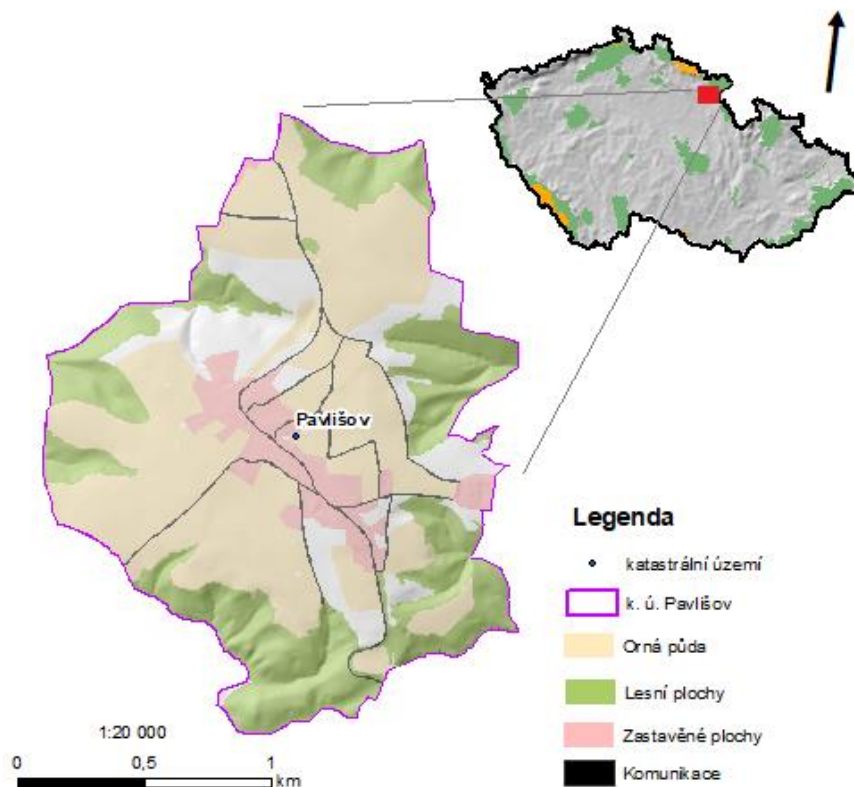 Pavlišov
Legenda
katastrální území
k. ú. Pavlišov
Orná půda
Lesní plochy
Zastavěné plochy
Komunikace
1:20 000
0 0,5 1
km